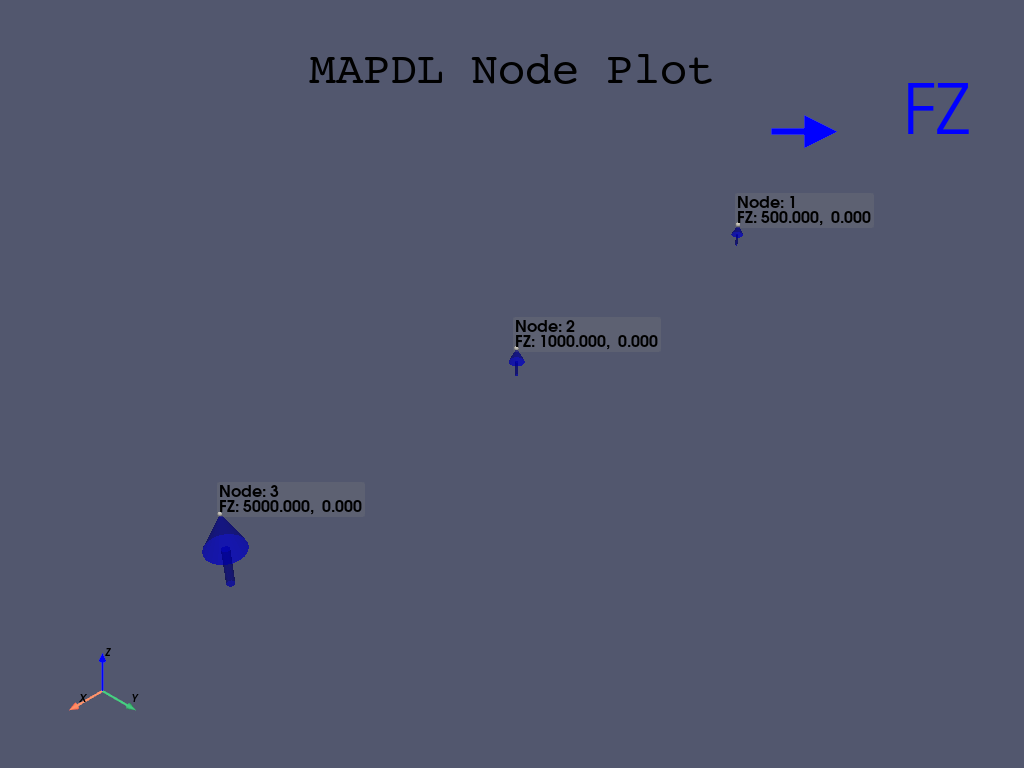 MAPDL Node Plot
FZ
Node: 1
FZ: 500.000, 0.000
Node: 2
FZ: 1000.000, 0.000
Node: 3
FZ: 5000.000, 0.000
Z
X
Y